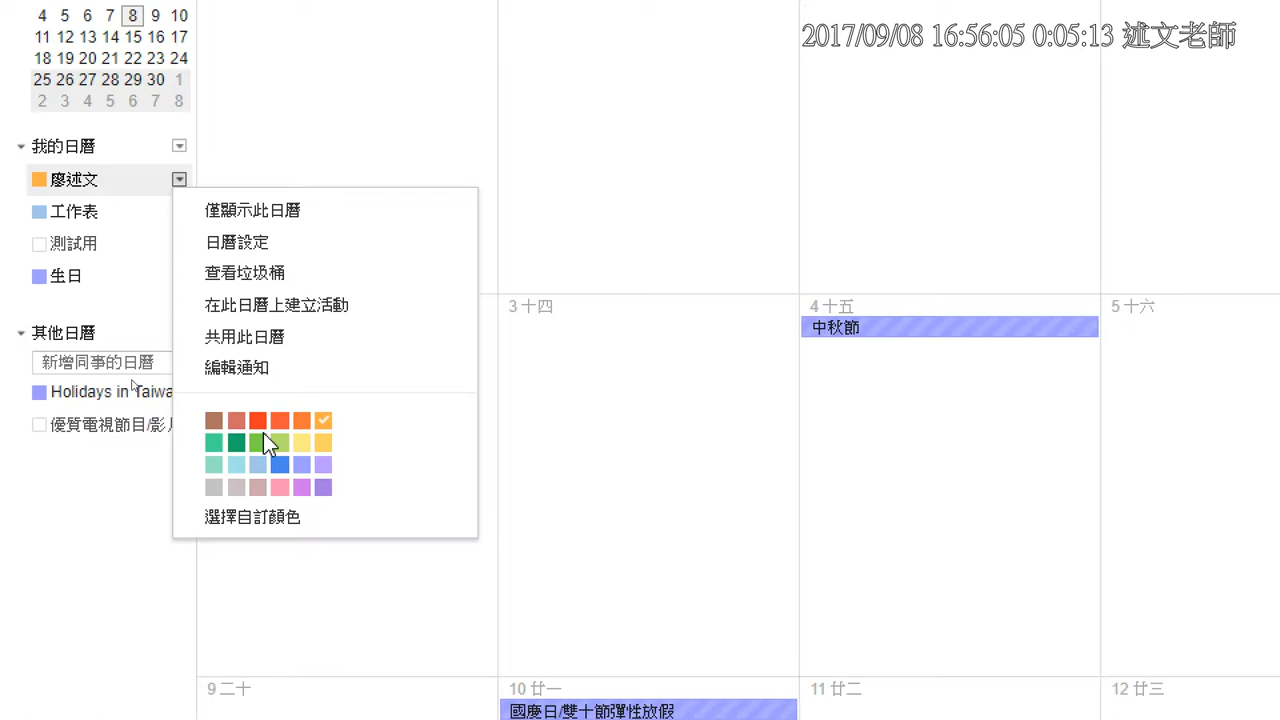 4 5 6 7 8 9 10
11 12 13 14 15 16 17
18 19 20 21 22 23 24
25 26 27 28 29 30 1
2 3 4 5 6 7 8
2017/09/08 16:56:05 0:05:13 述文老師
我的日曆
廖述文
工作表
測試用
生日
其他日曆
新增同事的日曆
Holidays in Taiwa
優質電視節目/影
僅顯示此日曆
日曆設定
查看垃圾桶
在此日曆上建立活動
共用此日曆
編輯通知
選擇自訂顏色
3 十四
4 十五
中秋節
5 十六
9 二十
10 廿一
國慶日/雙十節彈性放假
11 廿二
12 廿三